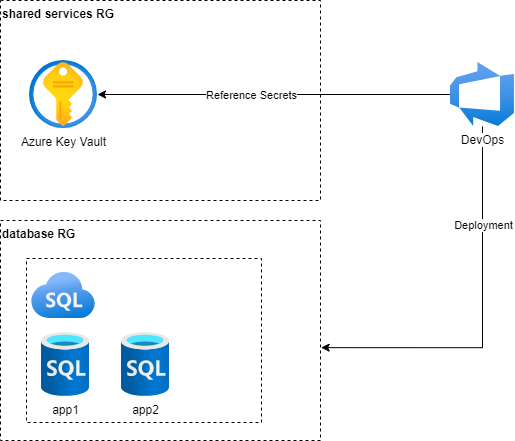 shared services RG
Reference Secrets
Azure Key Vault
DevOps
Deployment
database RG
SQL
SQL
SQL
app1
app2